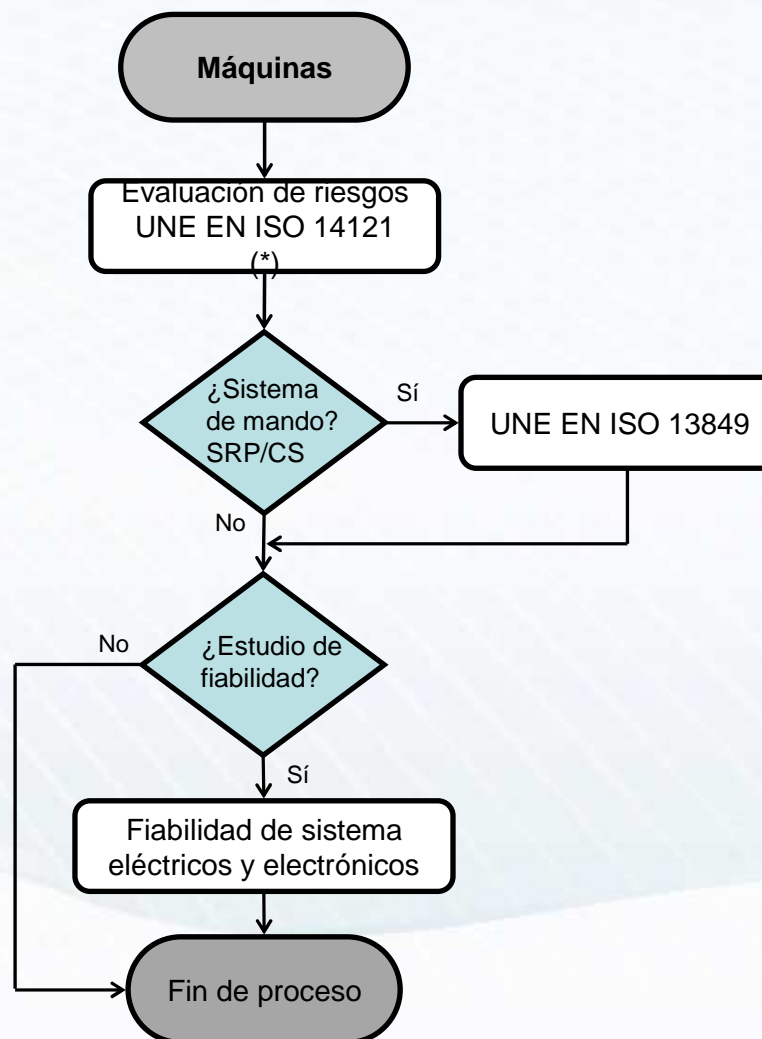 Máquinas
Evaluación de riesgos
UNE EN ISO 14121
(*)
¿Sistema
de mando?
SRP/CS
Sí
UNE EN ISO 13849
No
No
¿Estudio de
fiabilidad?
Sí
Fiabilidad de sistema
eléctricos y electrónicos
Fin de proceso